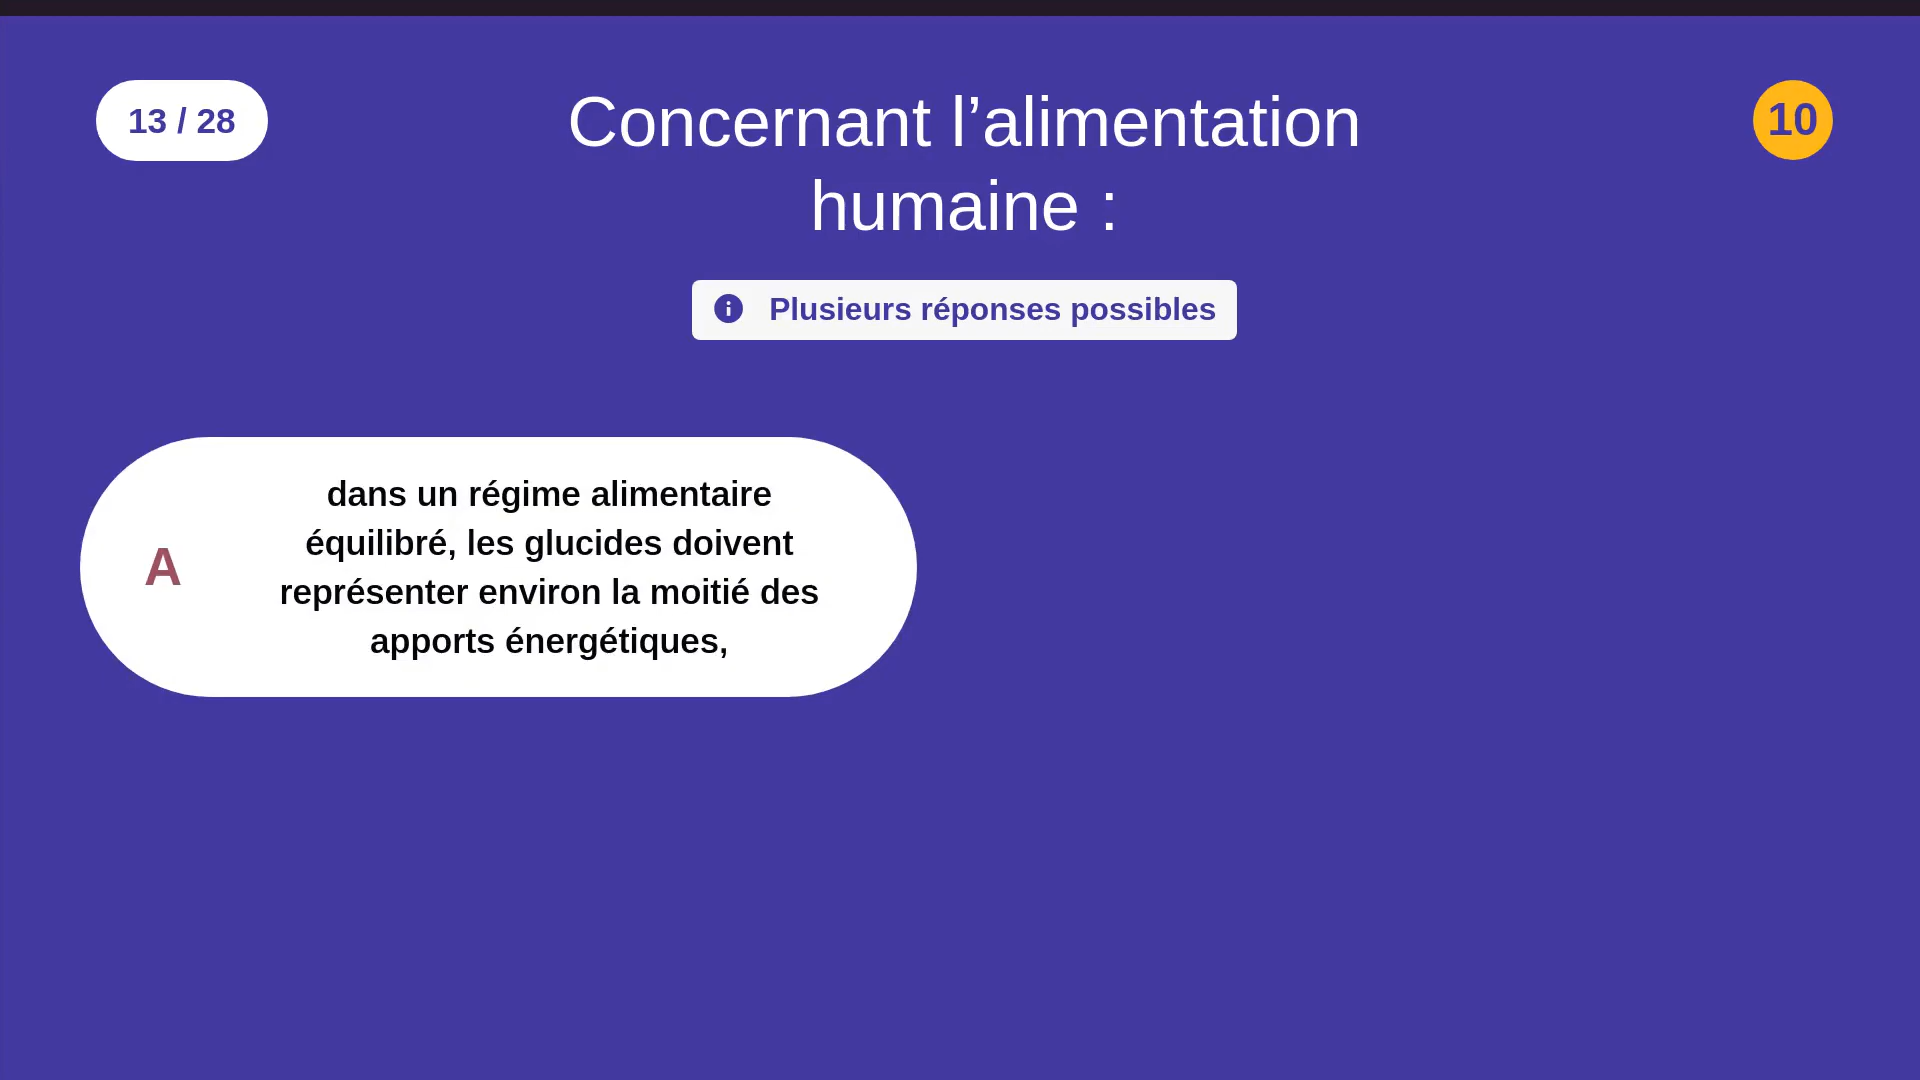 13 / 28
Concernant l’alimentation
humaine :
10
Plusieurs réponses possibles
A
dans un régime alimentaire
équilibré, les glucides doivent
représenter environ la moitié des
apports énergétiques,